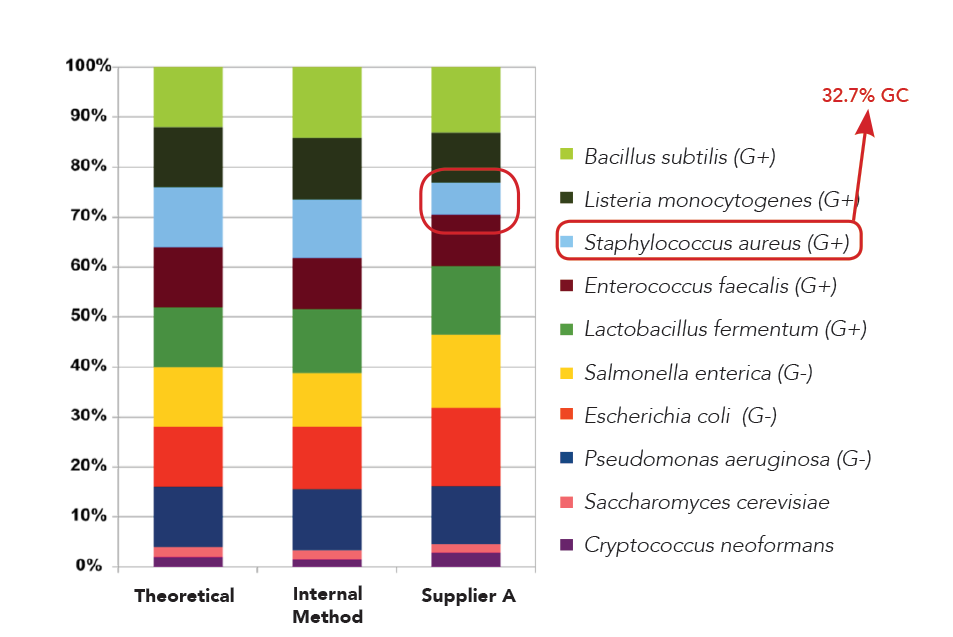 100%
90%
80%
70%
60%
50%
40%
30%
20%
10%
0%
Theoretical
Internal
Method
Supplier A
32.7% GC
Bacillus subtilis (G+)
Listeria monocytogenes (G+)
Staphylococcus aureus (G+)
Enterococcus faecalis (G+)
Lactobacillus fermentum (G+)
Salmonella enterica (G-)
Escherichia coli (G-)
Pseudomonas aeruginosa (G-)
Saccharomyces cerevisiae
Cryptococcus neoformans